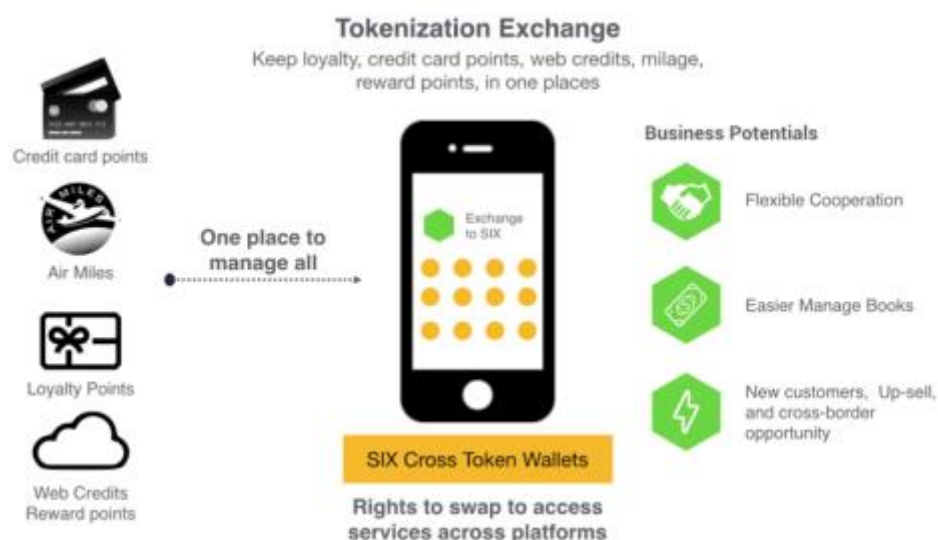 Tokenization Exchange
Keep loyalty, credit card points, web credits, milage,
reward points, in one places
Credit card points
AIR MILES
Air Miles
Loyalty Points
Web Credits
Reward points
One place to
manage all
Exchange
to SIX
SIX Cross Token Wallets
Rights to swap to access
services across platforms
Business Potentials
Flexible Cooperation
Easier Manage Books
New customers, Up-sell,
and cross-border
opportunity